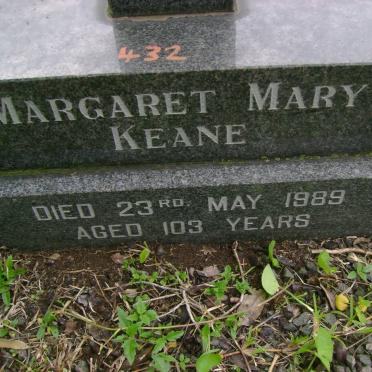 432
MARGARET MARY
KEANE
DIED 23RD. MAY 1989
AGED 103 YEARS